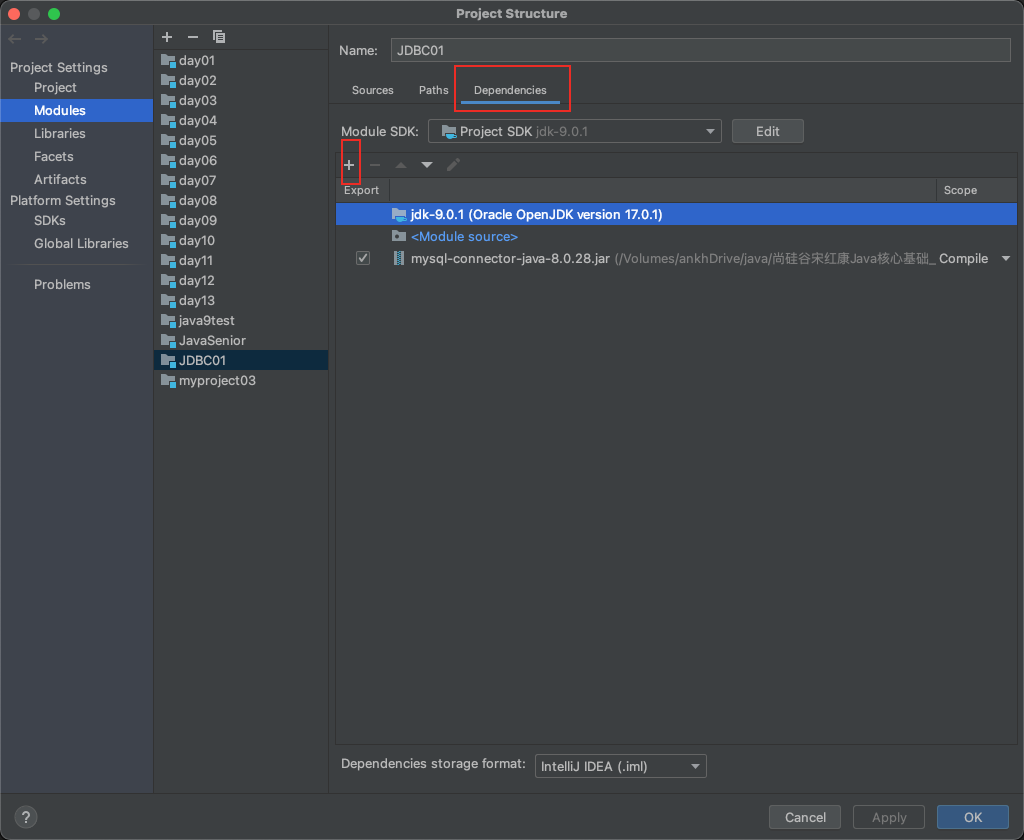 Project Structure
Project Settings
Project
Modules
Libraries
Facets
Artifacts
Platform Settings
SDKs
Global Libraries
Problems
day01
day02
day03
day04
day05
day06
day07
day08
day09
day10
day11
day12
day13
java9test
JavaSenior
JDBC01
myproject03
Name: JDBC01
Sources Paths Dependencies
Module SDK: Project SDK jdk-9.0.1 Edit
Export Scope
jdk-9.0.1 (Oracle OpenJDK version 17.0.1)
<Module source>
mysql-connector-java-8.0.28.jar (/Volumes/ankhDrive/java/尚硅谷宋红康Java核心基础_ Compile
Dependencies storage format: IntelliJ IDEA (.iml)
? Cancel Apply OK